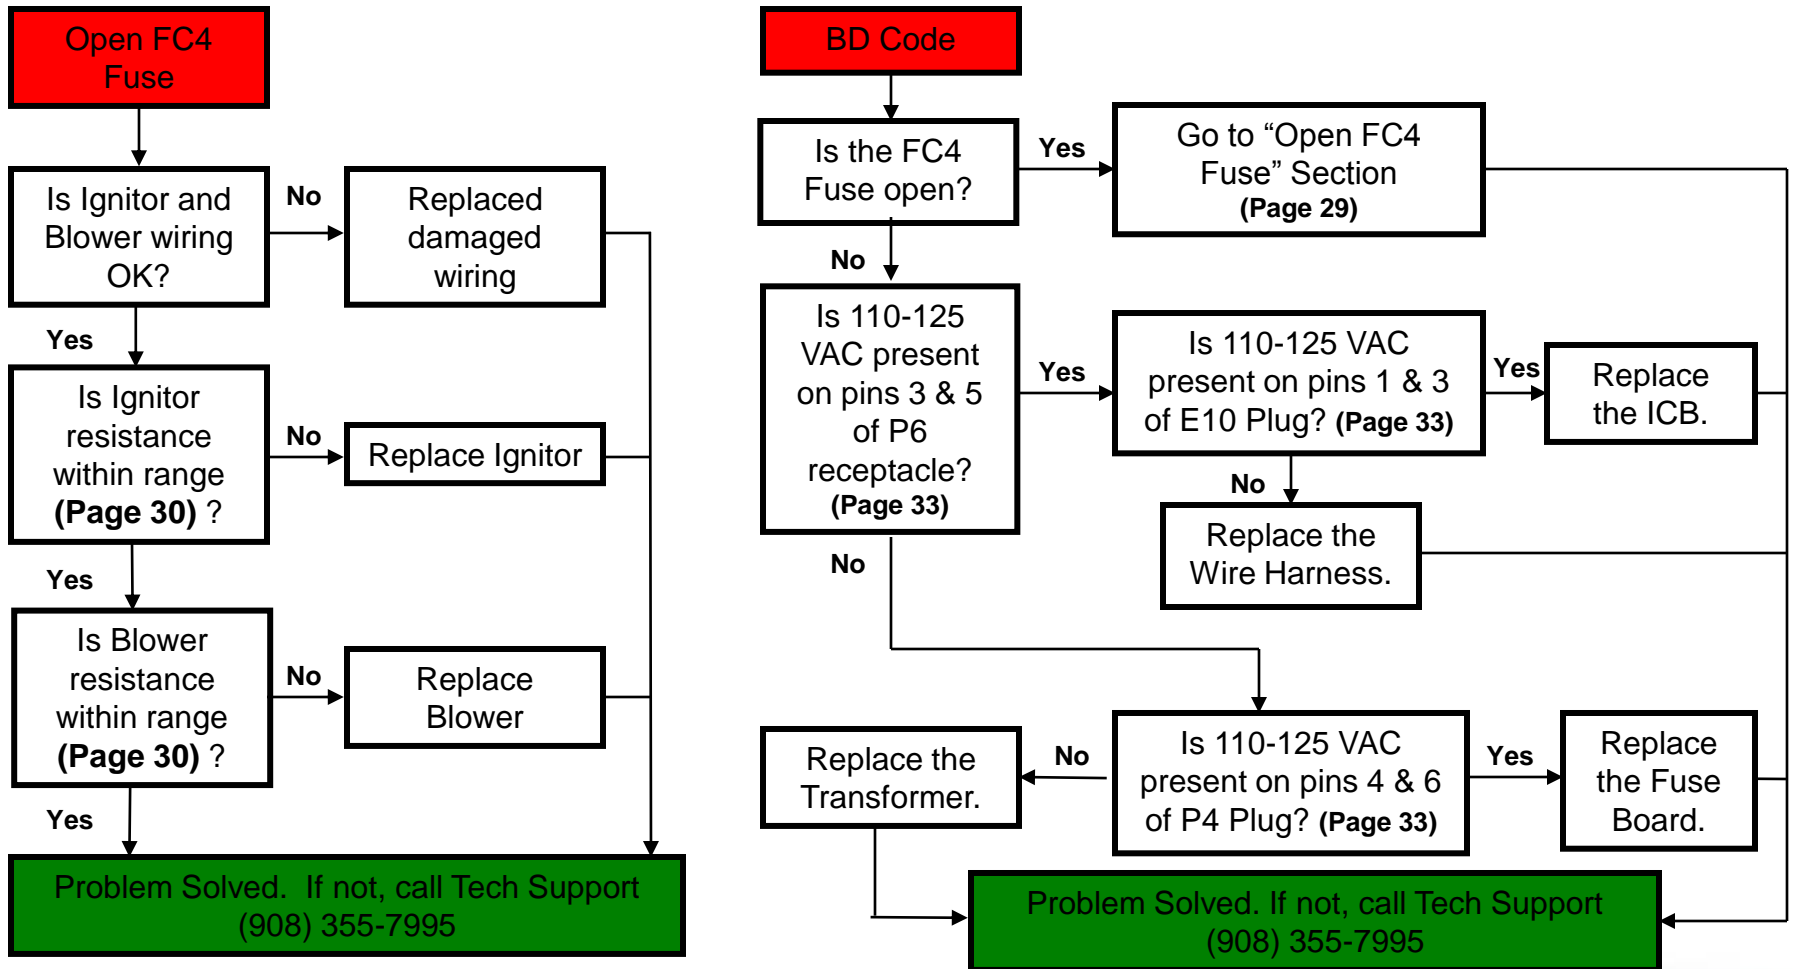 Open FC4
Fuse
Is Ignitor and
Blower wiring
OK?
No
Replaced
damaged
wiring
Yes
Is Ignitor
resistance
within range
(Page 30) ?
No
Replace Ignitor
Yes
Is Blower
resistance
within range
(Page 30) ?
No
Replace
Blower
Yes
Problem Solved.  If not, call Tech Support
(908) 355-7995
BD Code
Is the FC4
Fuse open?
Yes
Go to “Open FC4
Fuse” Section
(Page 29)
No
Is 110-125
VAC present
on pins 3 & 5
of P6
receptacle?
(Page 33)
Yes
Is 110-125 VAC
present on pins 1 & 3
of E10 Plug? (Page 33)
Yes
Replace
the ICB.
No
Replace the
Wire Harness.
No
Is 110-125 VAC
present on pins 4 & 6
of P4 Plug? (Page 33)
No
Replace the
Transformer.
Yes
Replace
the Fuse
Board.
Problem Solved. If not, call Tech Support
(908) 355-7995